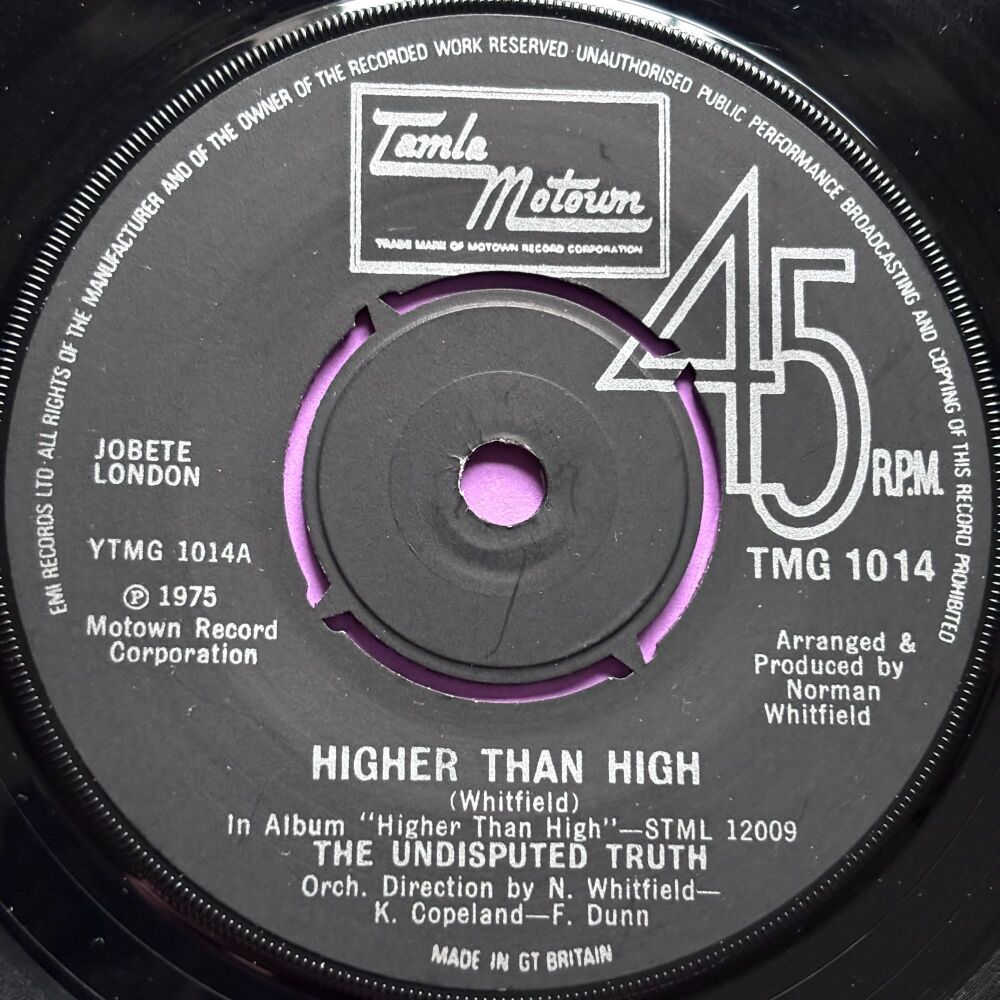 EMI RECORDS LTD · ALL RIGHTS OF THE MANUFACTURER AND OF THE OWNER OF THE RECORDED WORK RESERVED · UNAUTHORISED PUBLIC PERFORMANCE BROADCASTING AND COPYING OF THIS RECORD PROHIBITED
Tamla
Motown
TRADE MARK OF MOTOWN RECORD CORPORATION
45
R.P.M.
TMG 1014
JOBETE
LONDON
YTMG 1014A
℗ 1975
Motown Record
Corporation
Arranged &
Produced by
Norman
Whitfield
HIGHER THAN HIGH
(Whitfield)
In Album "Higher Than High"—STML 12009
THE UNDISPUTED TRUTH
Orch. Direction by N. Whitfield—
K. Copeland—F. Dunn
MADE IN GT BRITAIN